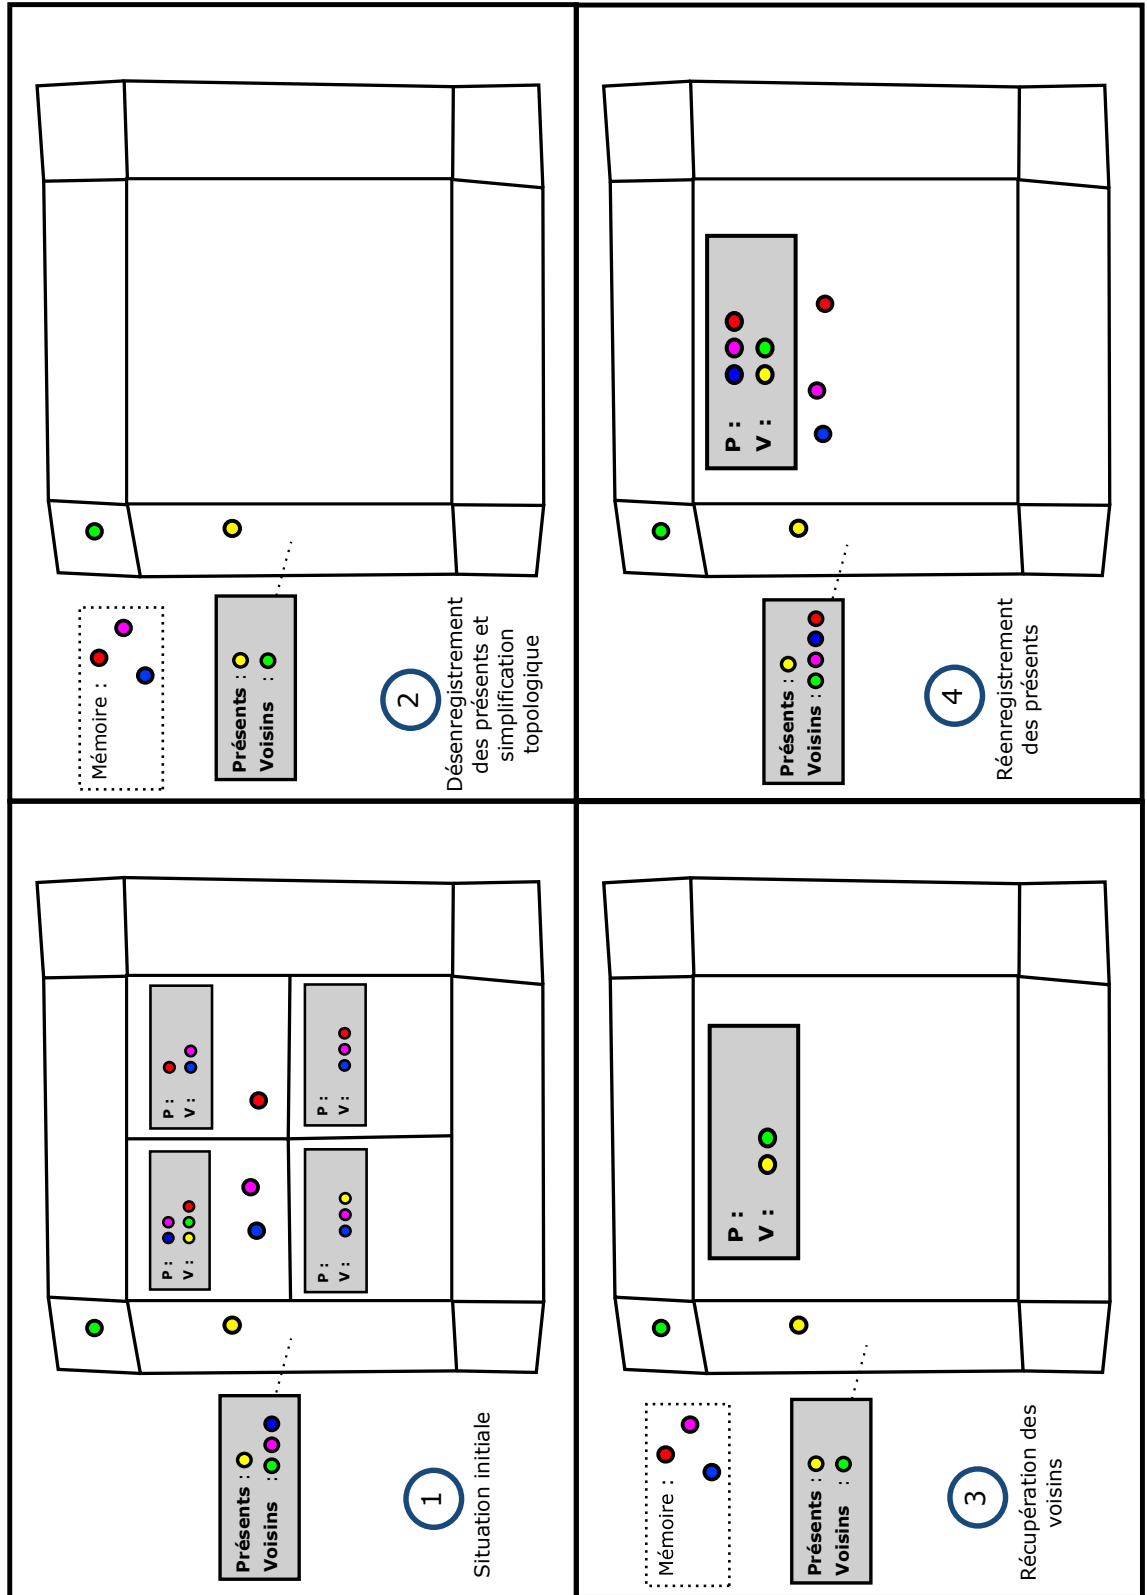 P :
V :
P :
V :
P :
V :
P :
V :
Présents :
Voisins :
1
Situation initiale
Mémoire :
Présents :
Voisins :
2
Désenregistrement
des présents et
simplification
topologique
Mémoire :
P :
V :
Présents :
Voisins :
3
Récupération des
voisins
P :
V :
Présents :
Voisins :
4
Réenregistrement
des présents